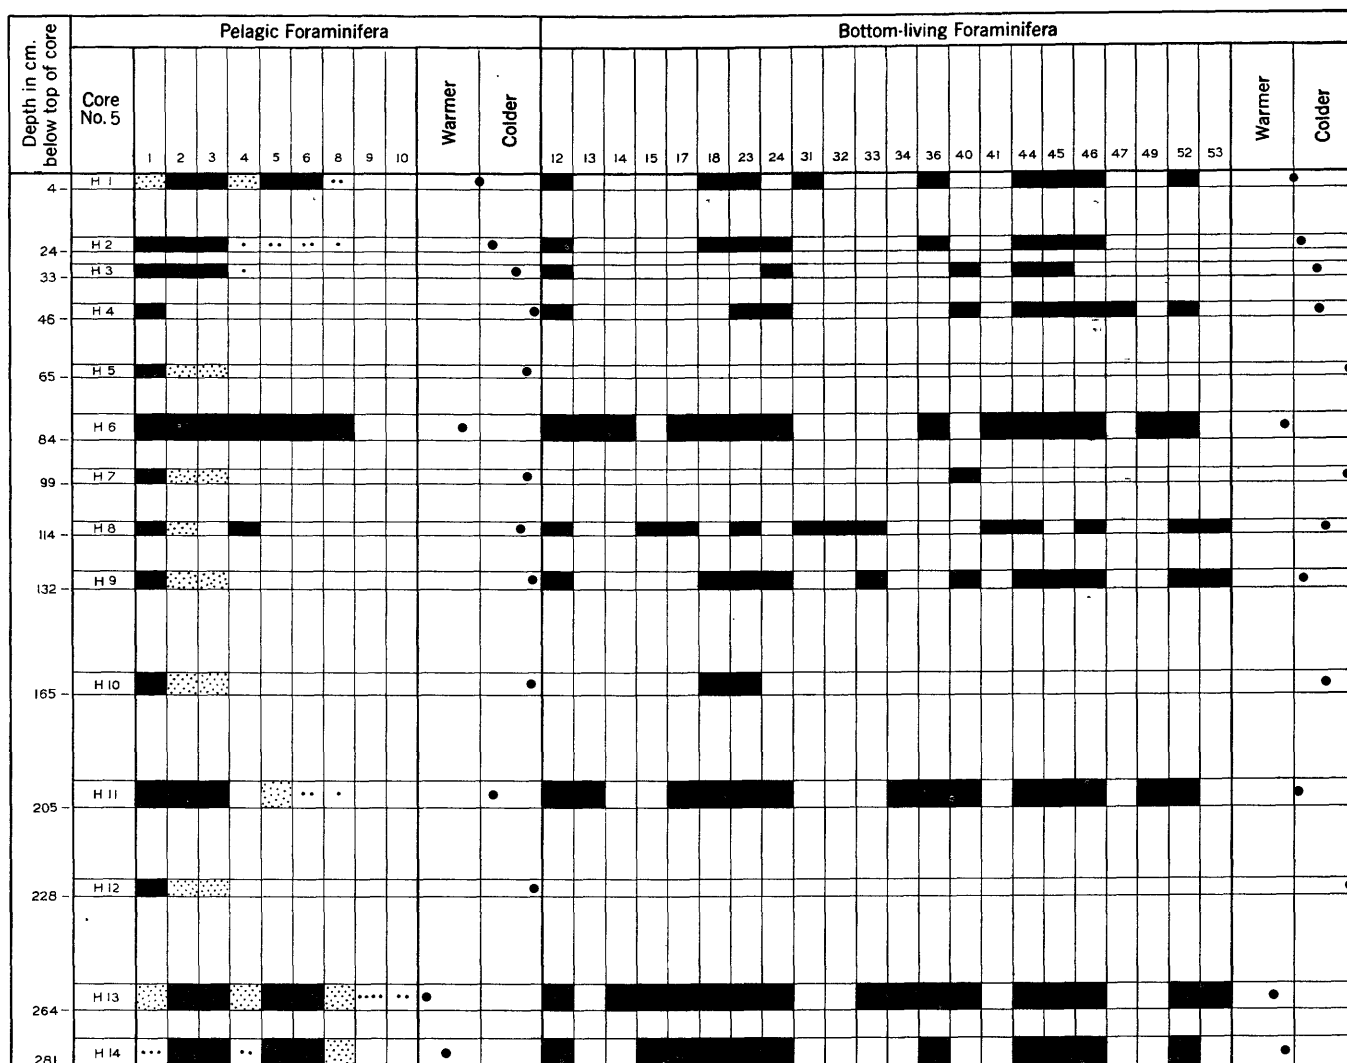 Pelagic Foraminifera
Bottom-living Foraminifera
Depth in cm.
below top of core
Core
No. 5
Warmer
Colder
Warmer
Colder
1 2 3 4 5 6 8 9 10
12 13 14 15 17 18 23 24 31 32 33 34 36 40 41 44 45 46 47 49 52 53
H 1
4
H 2
24
H 3
33
H 4
46
H 5
65
H 6
84
H 7
99
H 8
114
H 9
132
H 10
165
H 11
205
H 12
228
H 13
264
H 14
281